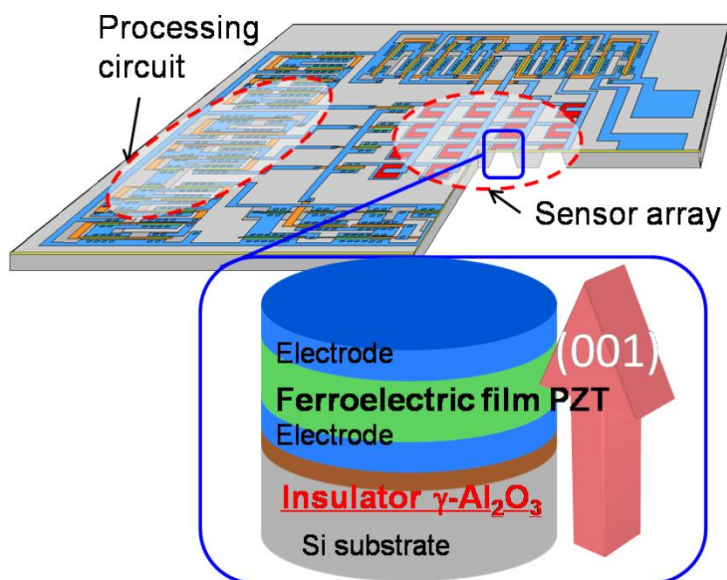 Processing
circuit
Sensor array
Electrode
(001)
Ferroelectric film PZT
Electrode
Insulator γ-Al₂O₃
Si substrate